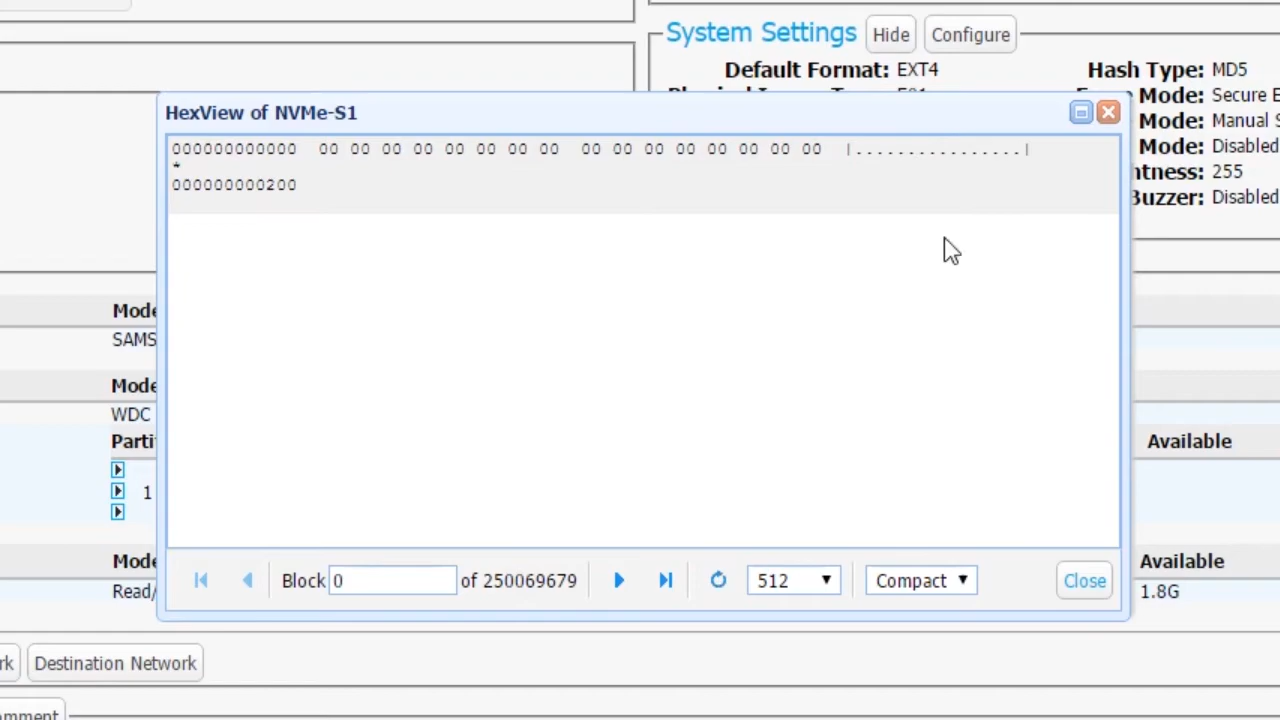 System Settings Hide Configure
Default Format: EXT4 Hash Type: MD5
Mode: Secure E
Mode: Manual S
HexView of NVMe-S1
Mode: Disabled
000000000000 00 00 00 00 00 00 00 00 00 00 00 00 00 00 00 00 |................|
*
ntness: 255
000000000200
Buzzer: Disabled
Mode
SAMS
Mode
WDC
Parti Available
1
Mode Available
Read/ 1.8G
Block 0 of 250069679 512 Compact Close
rk Destination Network
omment